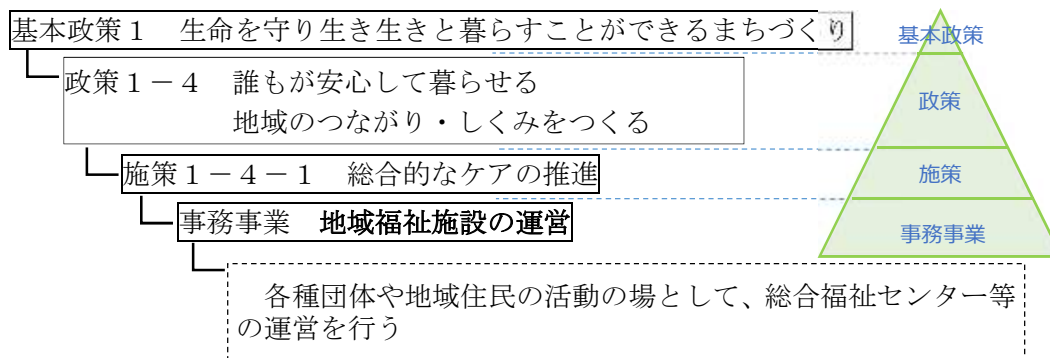 基本政策１　生命を守り生き生きと暮らすことができるまちづくり
政策１－４　誰もが安心して暮らせる
地域のつながり・しくみをつくる
施策１－４－１　総合的なケアの推進
事務事業　地域福祉施設の運営
各種団体や地域住民の活動の場として、総合福祉センター等
の運営を行う
基本政策
政策
施策
事務事業